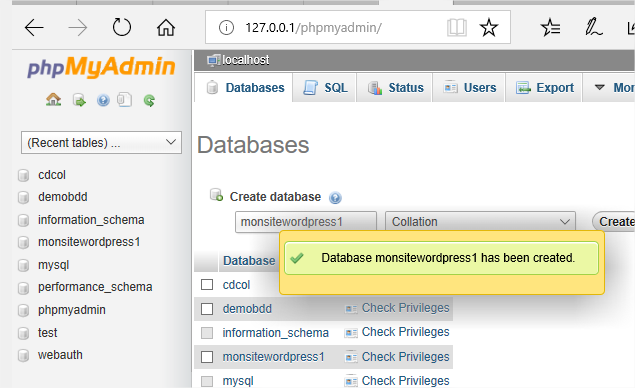 127.0.0.1/phpmyadmin/
phpMyAdmin
(Recent tables) ...
cdcol
demobdd
information_schema
monsitewordpress1
mysql
performance_schema
phpmyadmin
test
webauth
localhost
Databases
SQL
Status
Users
Export
Mo
Databases
Create database
monsitewordpress1
Collation
Create
Database monsitewordpress1 has been created.
Database
cdcol
demobdd Check Privileges
information_schema Check Privileges
monsitewordpress1 Check Privileges
mysql Check Privileges